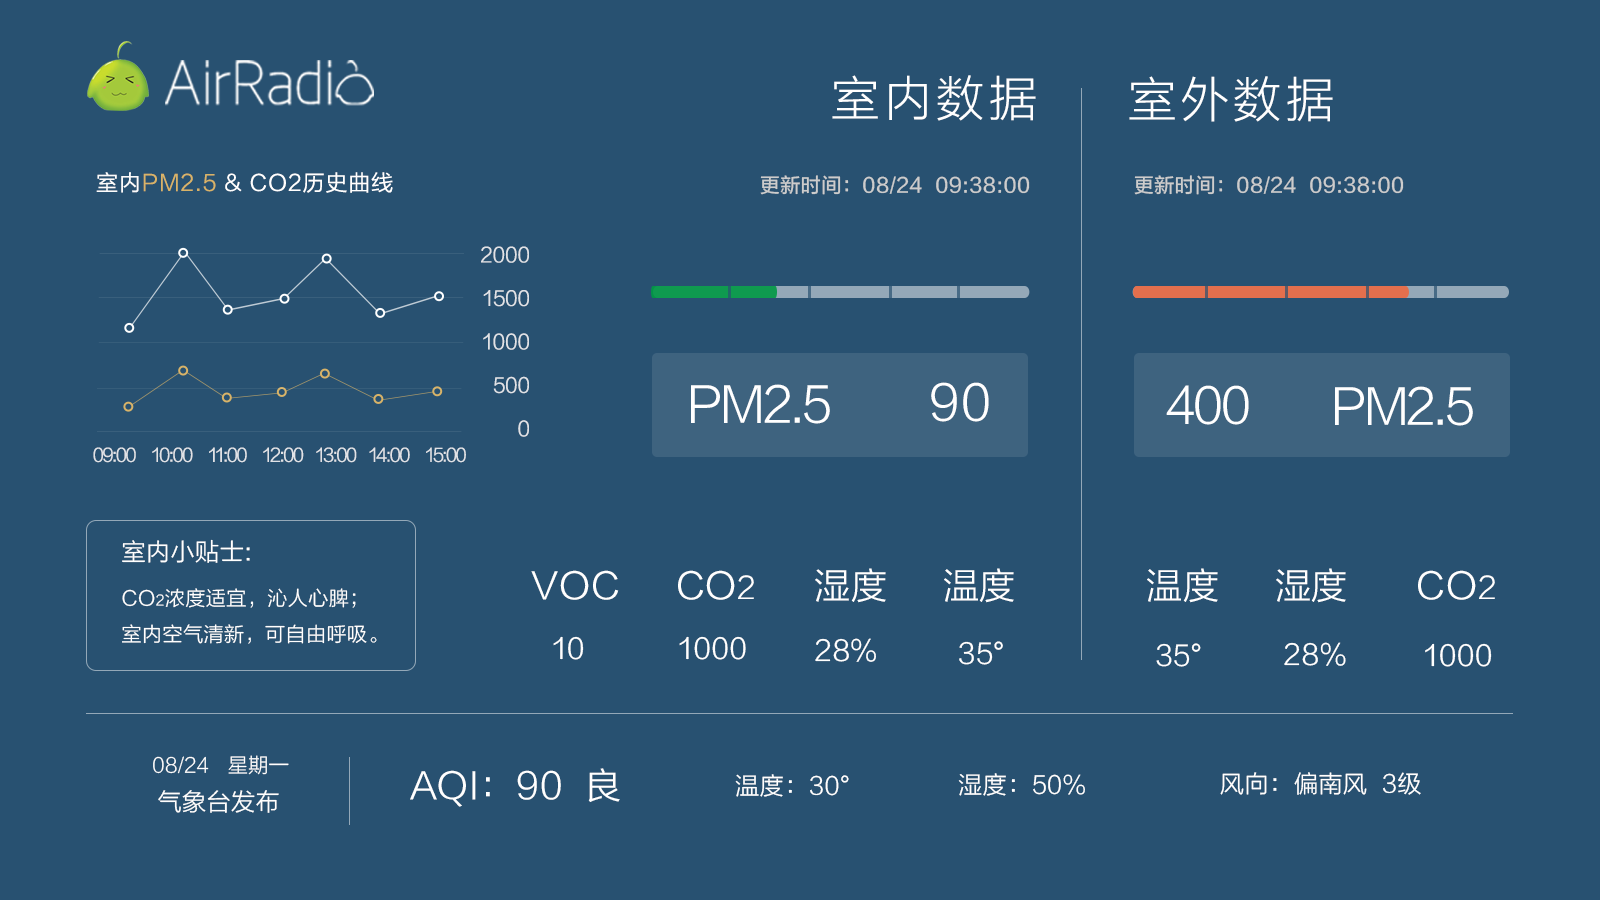 AirRadio
室内数据
室外数据
室内PM2.5 & CO2历史曲线
更新时间：08/24 09:38:00
更新时间：08/24 09:38:00
2000
1500
1000
500
0
09:00 10:00 11:00 12:00 13:00 14:00 15:00
PM2.5 90
400 PM2.5
室内小贴士：
CO2浓度适宜，沁人心脾；
室内空气清新，可自由呼吸。
VOC CO2 湿度 温度
10 1000 28% 35°
温度 湿度 CO2
35° 28% 1000
08/24 星期一
气象台发布
AQI：90 良
温度：30°
湿度：50%
风向：偏南风 3级